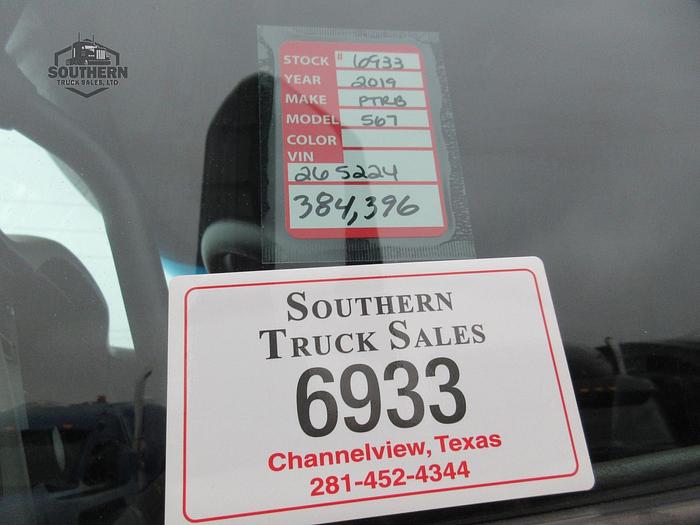 SOUTHERN
TRUCK SALES, LTD
STOCK # 6933
YEAR 2019
MAKE PTRB
MODEL 567
COLOR
VIN
265224
384,396
SOUTHERN
TRUCK SALES
6933
Channelview, Texas
281-452-4344